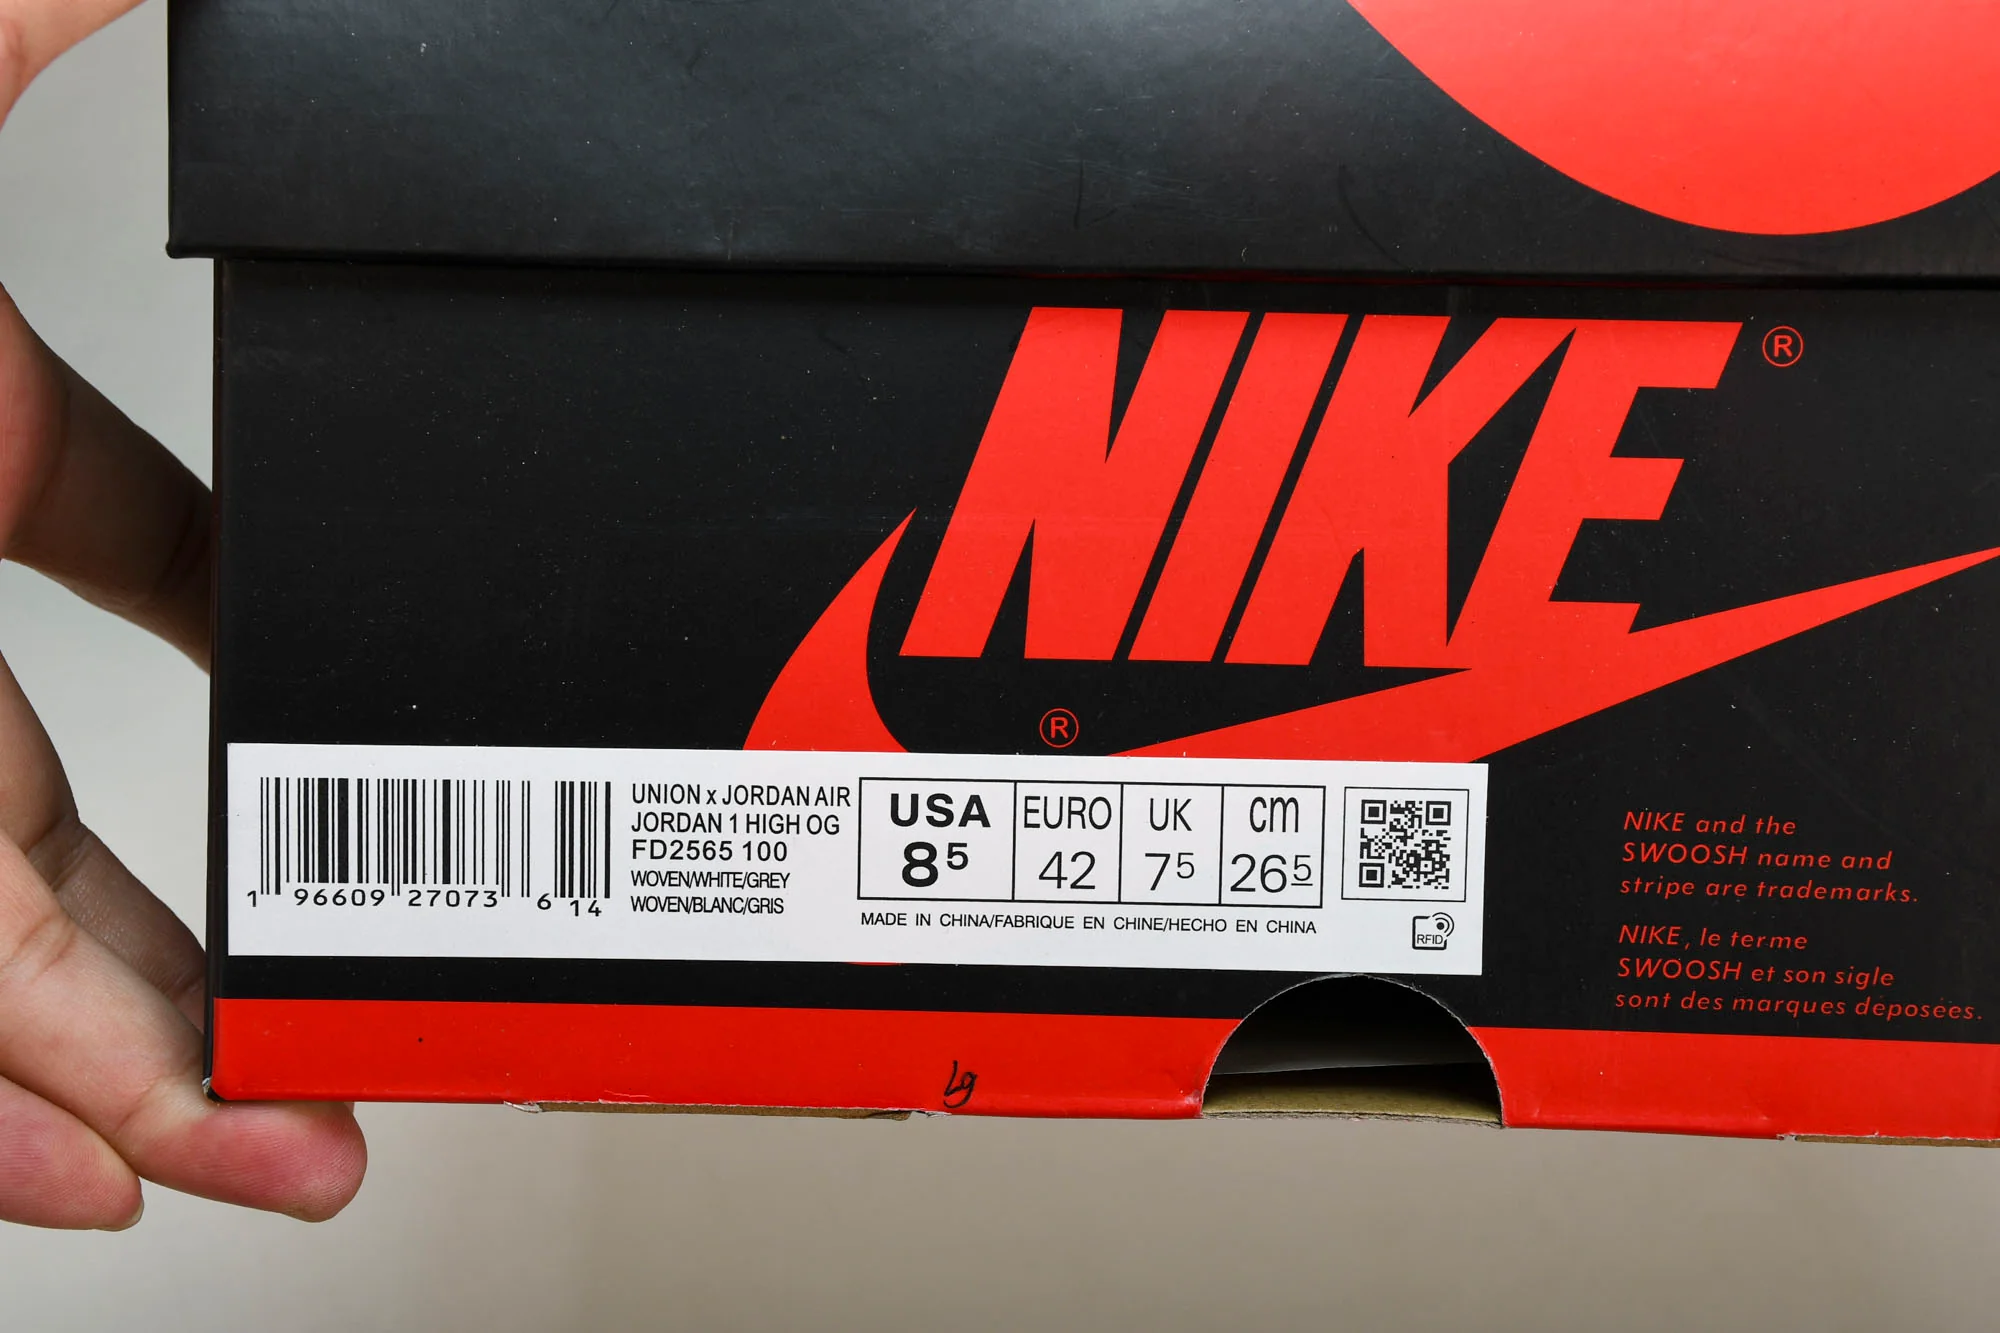 NIKE ®
®
UNION x JORDAN AIR
JORDAN 1 HIGH OG
FD2565 100
WOVEN/WHITE/GREY
WOVEN/BLANC/GRIS
1 96609 27073 6 14
USA EURO UK cm
8⁵ 42 7⁵ 26⁵
MADE IN CHINA/FABRIQUE EN CHINE/HECHO EN CHINA
RFID
NIKE and the
SWOOSH name and
stripe are trademarks.
NIKE, le terme
SWOOSH et son sigle
sont des marques déposées.